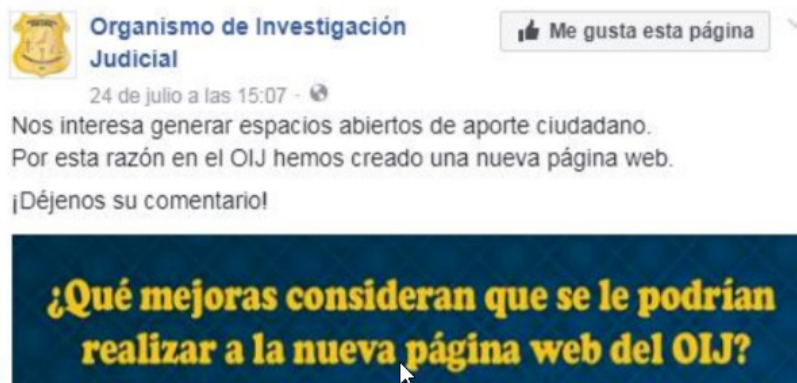 Organismo de Investigación
Judicial
Me gusta esta página
24 de julio a las 15:07 ·
Nos interesa generar espacios abiertos de aporte ciudadano.
Por esta razón en el OIJ hemos creado una nueva página web.
¡Déjenos su comentario!
¿Qué mejoras consideran que se le podrían
realizar a la nueva página web del OIJ?